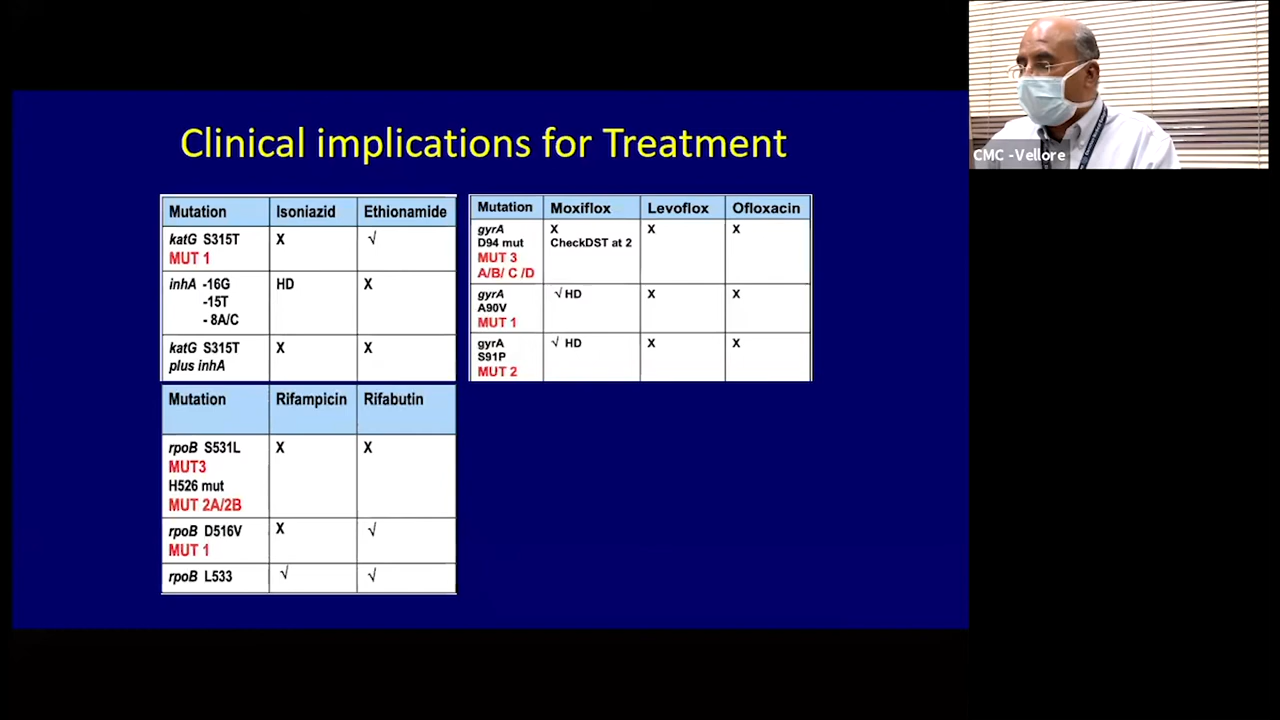 Clinical implications for Treatment
Mutation Isoniazid Ethionamide
katG S315T X √
MUT 1
inhA -16G HD X
-15T
- 8A/C
katG S315T X X
plus inhA
Mutation Rifampicin Rifabutin
rpoB S531L X X
MUT3
H526 mut
MUT 2A/2B
rpoB D516V X √
MUT 1
rpoB L533 √ √
Mutation Moxiflox Levoflox Ofloxacin
gyrA X X X
D94 mut CheckDST at 2
MUT 3
A/B/ C /D
gyrA √ HD X X
A90V
MUT 1
gyrA √ HD X X
S91P
MUT 2
CMC -Vellore